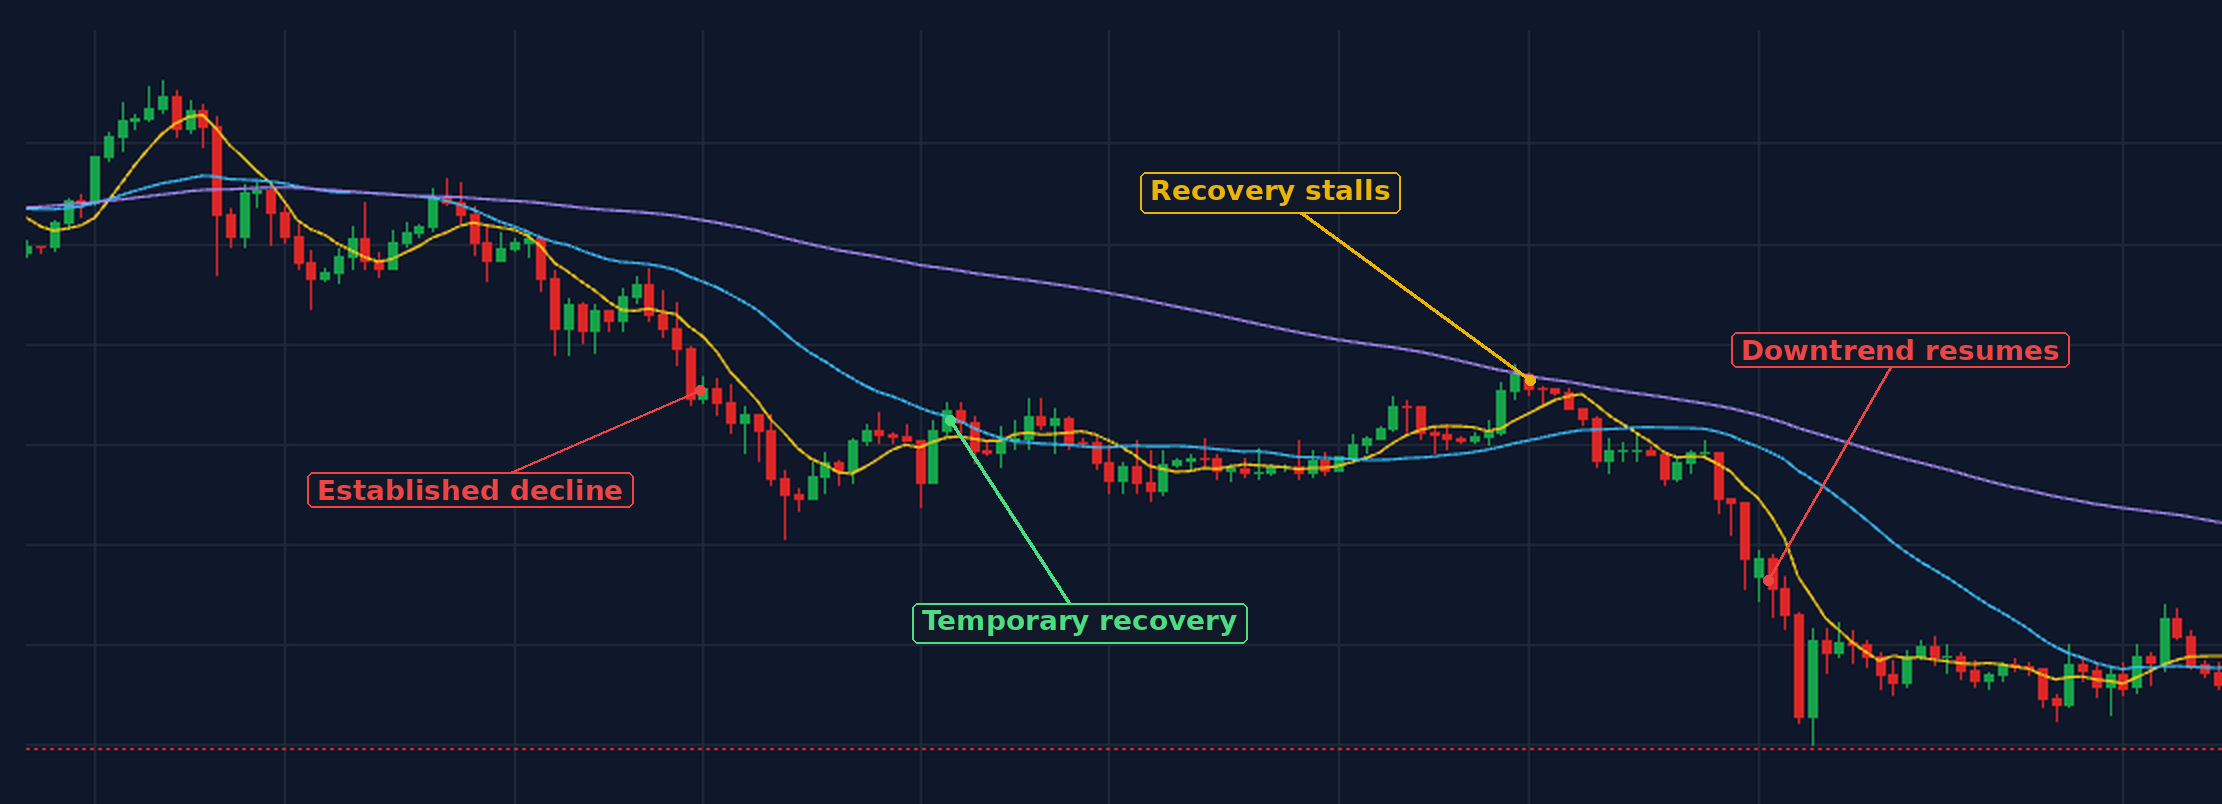 Recovery stalls
Downtrend resumes
Established decline
Temporary recovery